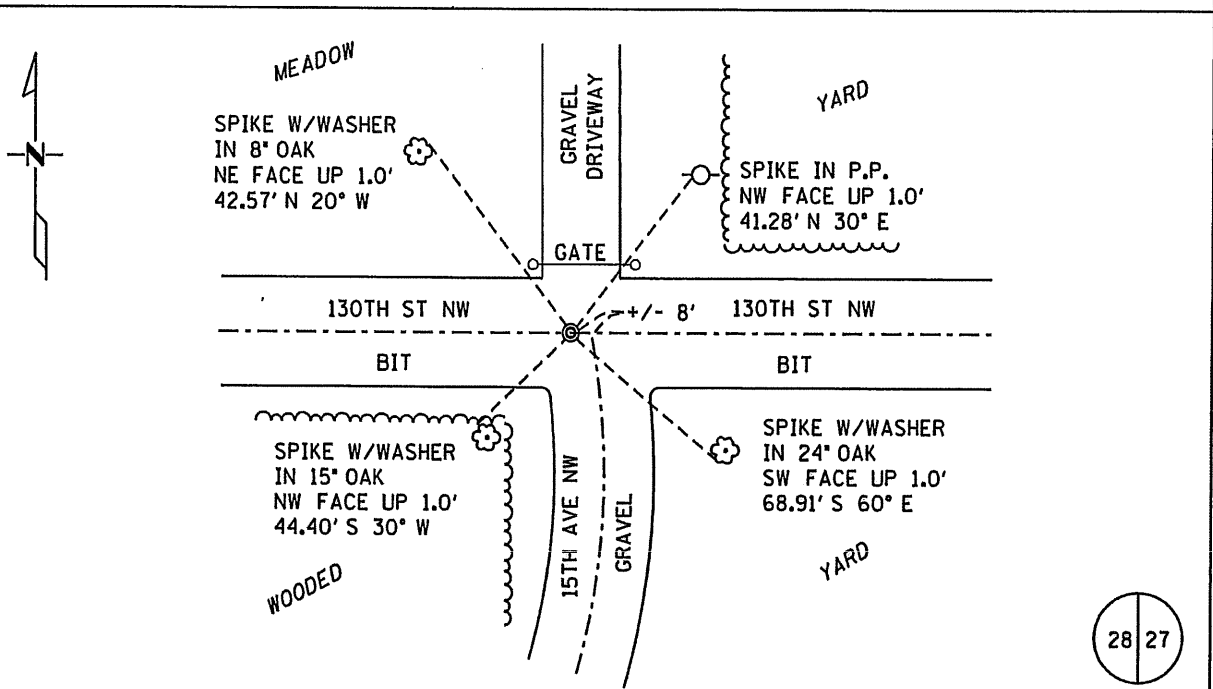 MEADOW
N
SPIKE W/WASHER
IN 8" OAK
NE FACE UP 1.0'
42.57' N 20° W
GRAVEL
DRIVEWAY
YARD
SPIKE IN P.P.
NW FACE UP 1.0'
41.28' N 30° E
GATE
130TH ST NW
+/- 8'
130TH ST NW
BIT
BIT
SPIKE W/WASHER
IN 15" OAK
NW FACE UP 1.0'
44.40' S 30° W
SPIKE W/WASHER
IN 24" OAK
SW FACE UP 1.0'
68.91' S 60° E
15TH AVE NW
GRAVEL
WOODED
YARD
28 27